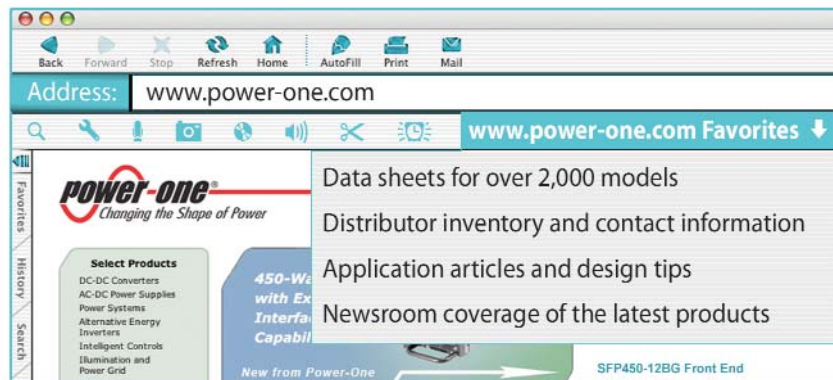 Back Forward Stop Refresh Home AutoFill Print Mail
Address: www.power-one.com
www.power-one.com Favorites
Favorites
History
Search
power-one®
Changing the Shape of Power
Data sheets for over 2,000 models
Distributor inventory and contact information
Application articles and design tips
Newsroom coverage of the latest products
Select Products
DC-DC Converters
AC-DC Power Supplies
Power Systems
Alternative Energy
Inverters
Intelligent Controls
Illumination and
Power Grid
with
New from Power-One
SFP450-12BG Front End